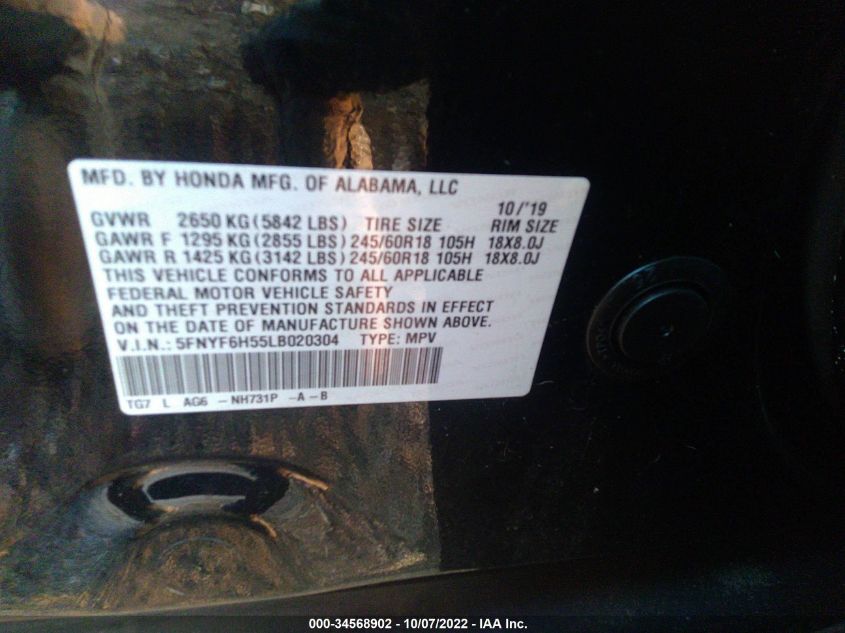 MFD. BY HONDA MFG. OF ALABAMA, LLC
10/'19
GVWR 2650 KG (5842 LBS) TIRE SIZE RIM SIZE
GAWR F 1295 KG (2855 LBS) 245/60R18 105H 18X8.0J
GAWR R 1425 KG (3142 LBS) 245/60R18 105H 18X8.0J
THIS VEHICLE CONFORMS TO ALL APPLICABLE
FEDERAL MOTOR VEHICLE SAFETY
AND THEFT PREVENTION STANDARDS IN EFFECT
ON THE DATE OF MANUFACTURE SHOWN ABOVE.
V.I.N.: 5FNYF6H55LB020304 TYPE: MPV
TG7 L AG6 -NH731P -A-B
000-34568902 - 10/07/2022 - IAA Inc.